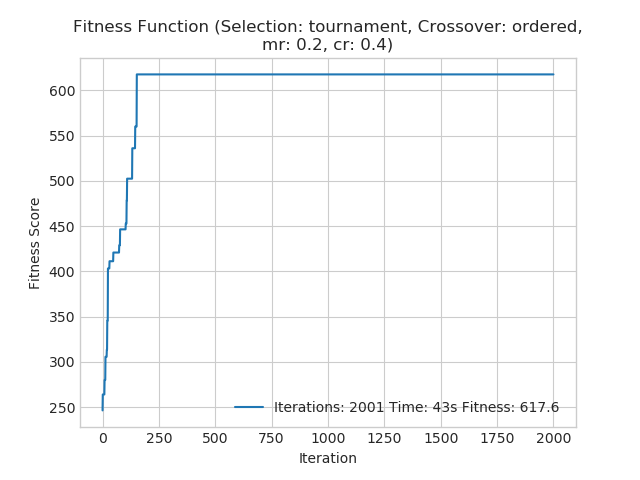 Fitness Function (Selection: tournament, Crossover: ordered,
mr: 0.2, cr: 0.4)
600
550
500
450
400
350
300
250
Fitness Score
Iterations: 2001 Time: 43s Fitness: 617.6
0 250 500 750 1000 1250 1500 1750 2000
Iteration